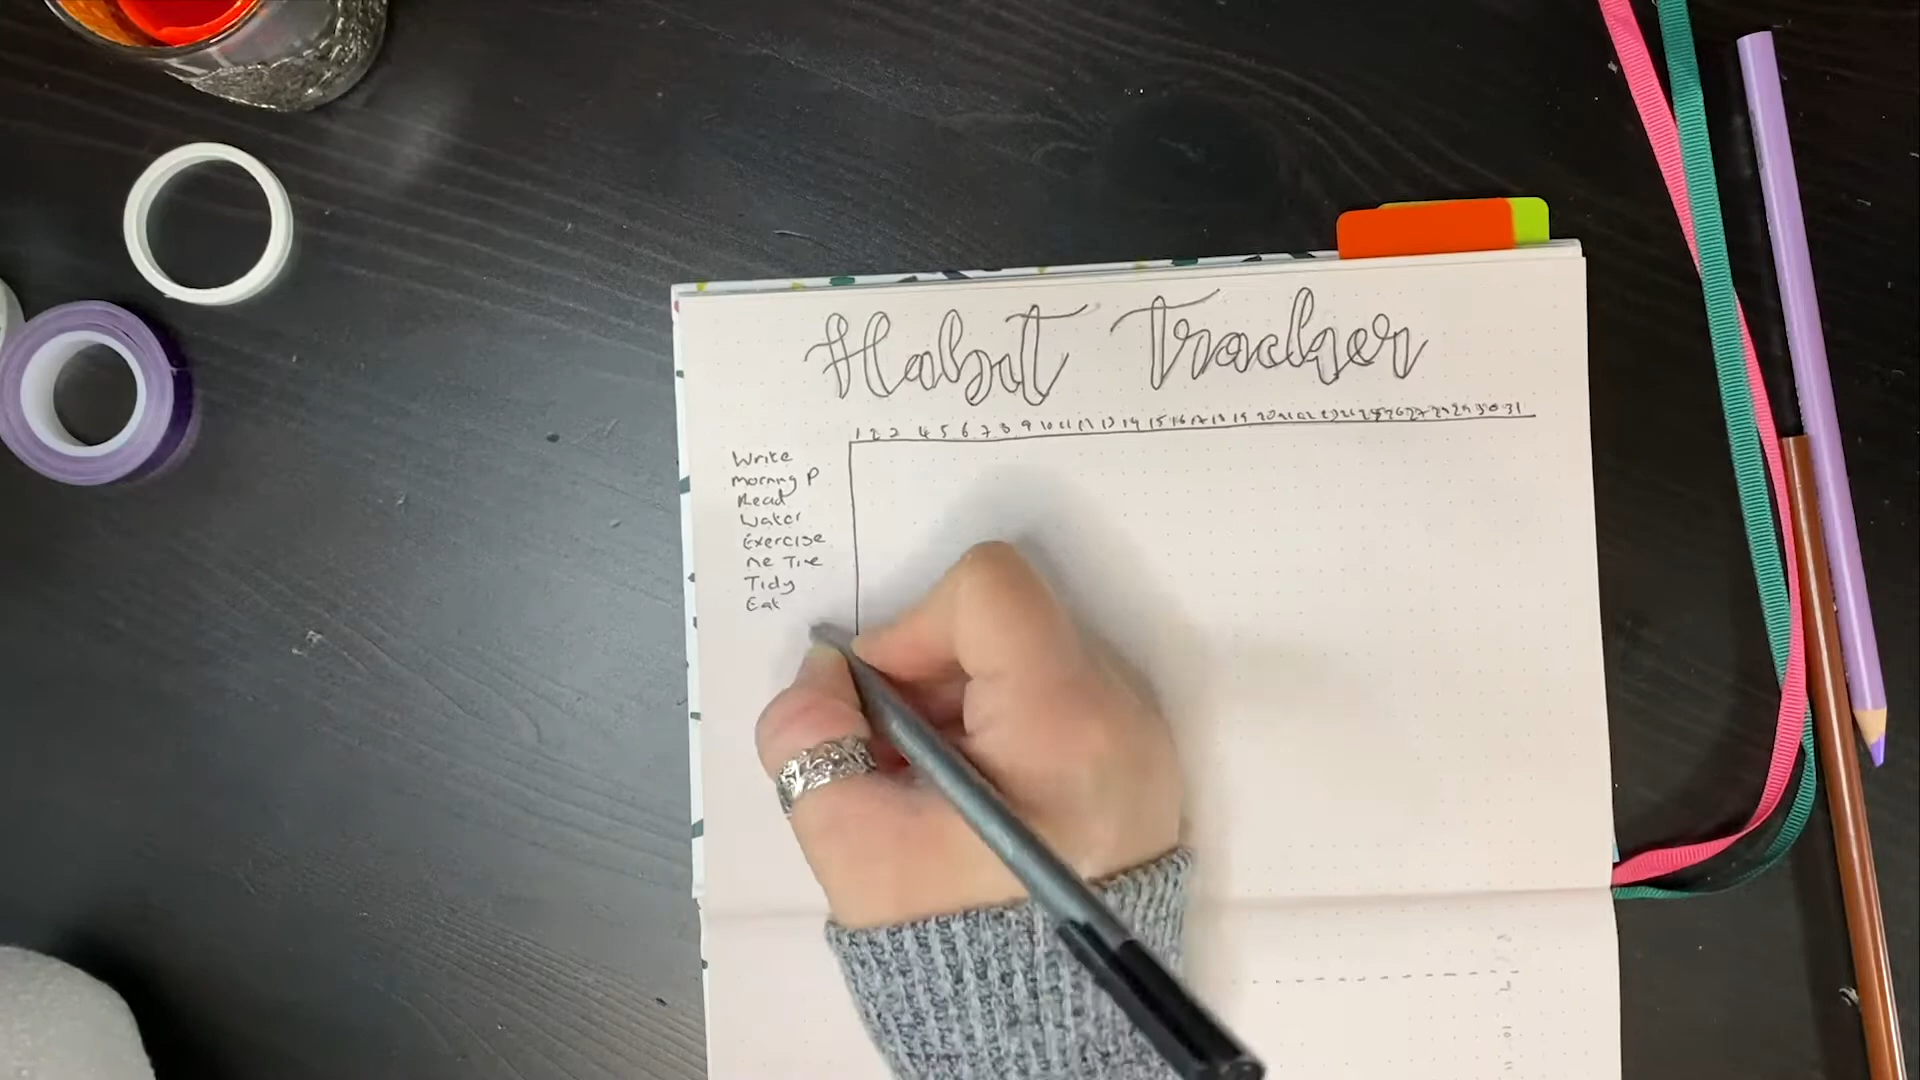 Habit Tracker
1 2 3 4 5 6 7 8 9 10 11 12 13 14 15 16 17 18 19 20 21 22 23 24 25 26 27 28 29 30 31
Write
Mornng P
Read
Water
Exercise
Me Time
Tidy
Eat